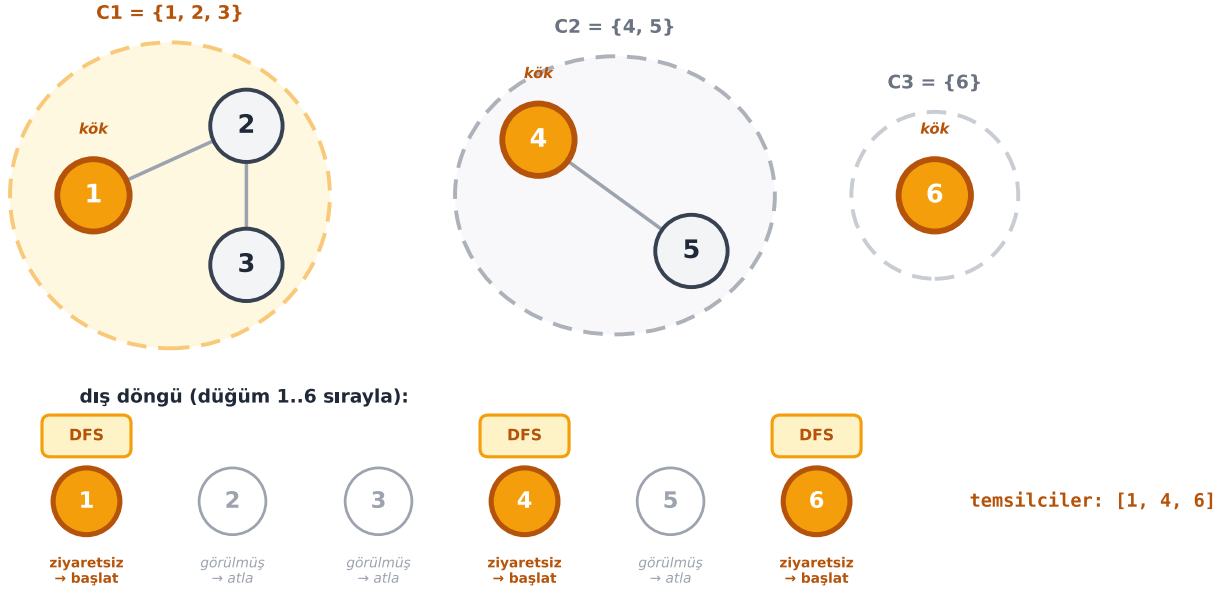 C1 = {1, 2, 3}
C2 = {4, 5}
C3 = {6}
kök
kök
kök
1
2
3
4
5
6
dış döngü (düğüm 1..6 sırayla):
DFS
DFS
DFS
1
2
3
4
5
6
temsilciler: [1, 4, 6]
ziyaretsiz
→ başlat
görülmüş
→ atla
görülmüş
→ atla
ziyaretsiz
→ başlat
görülmüş
→ atla
ziyaretsiz
→ başlat